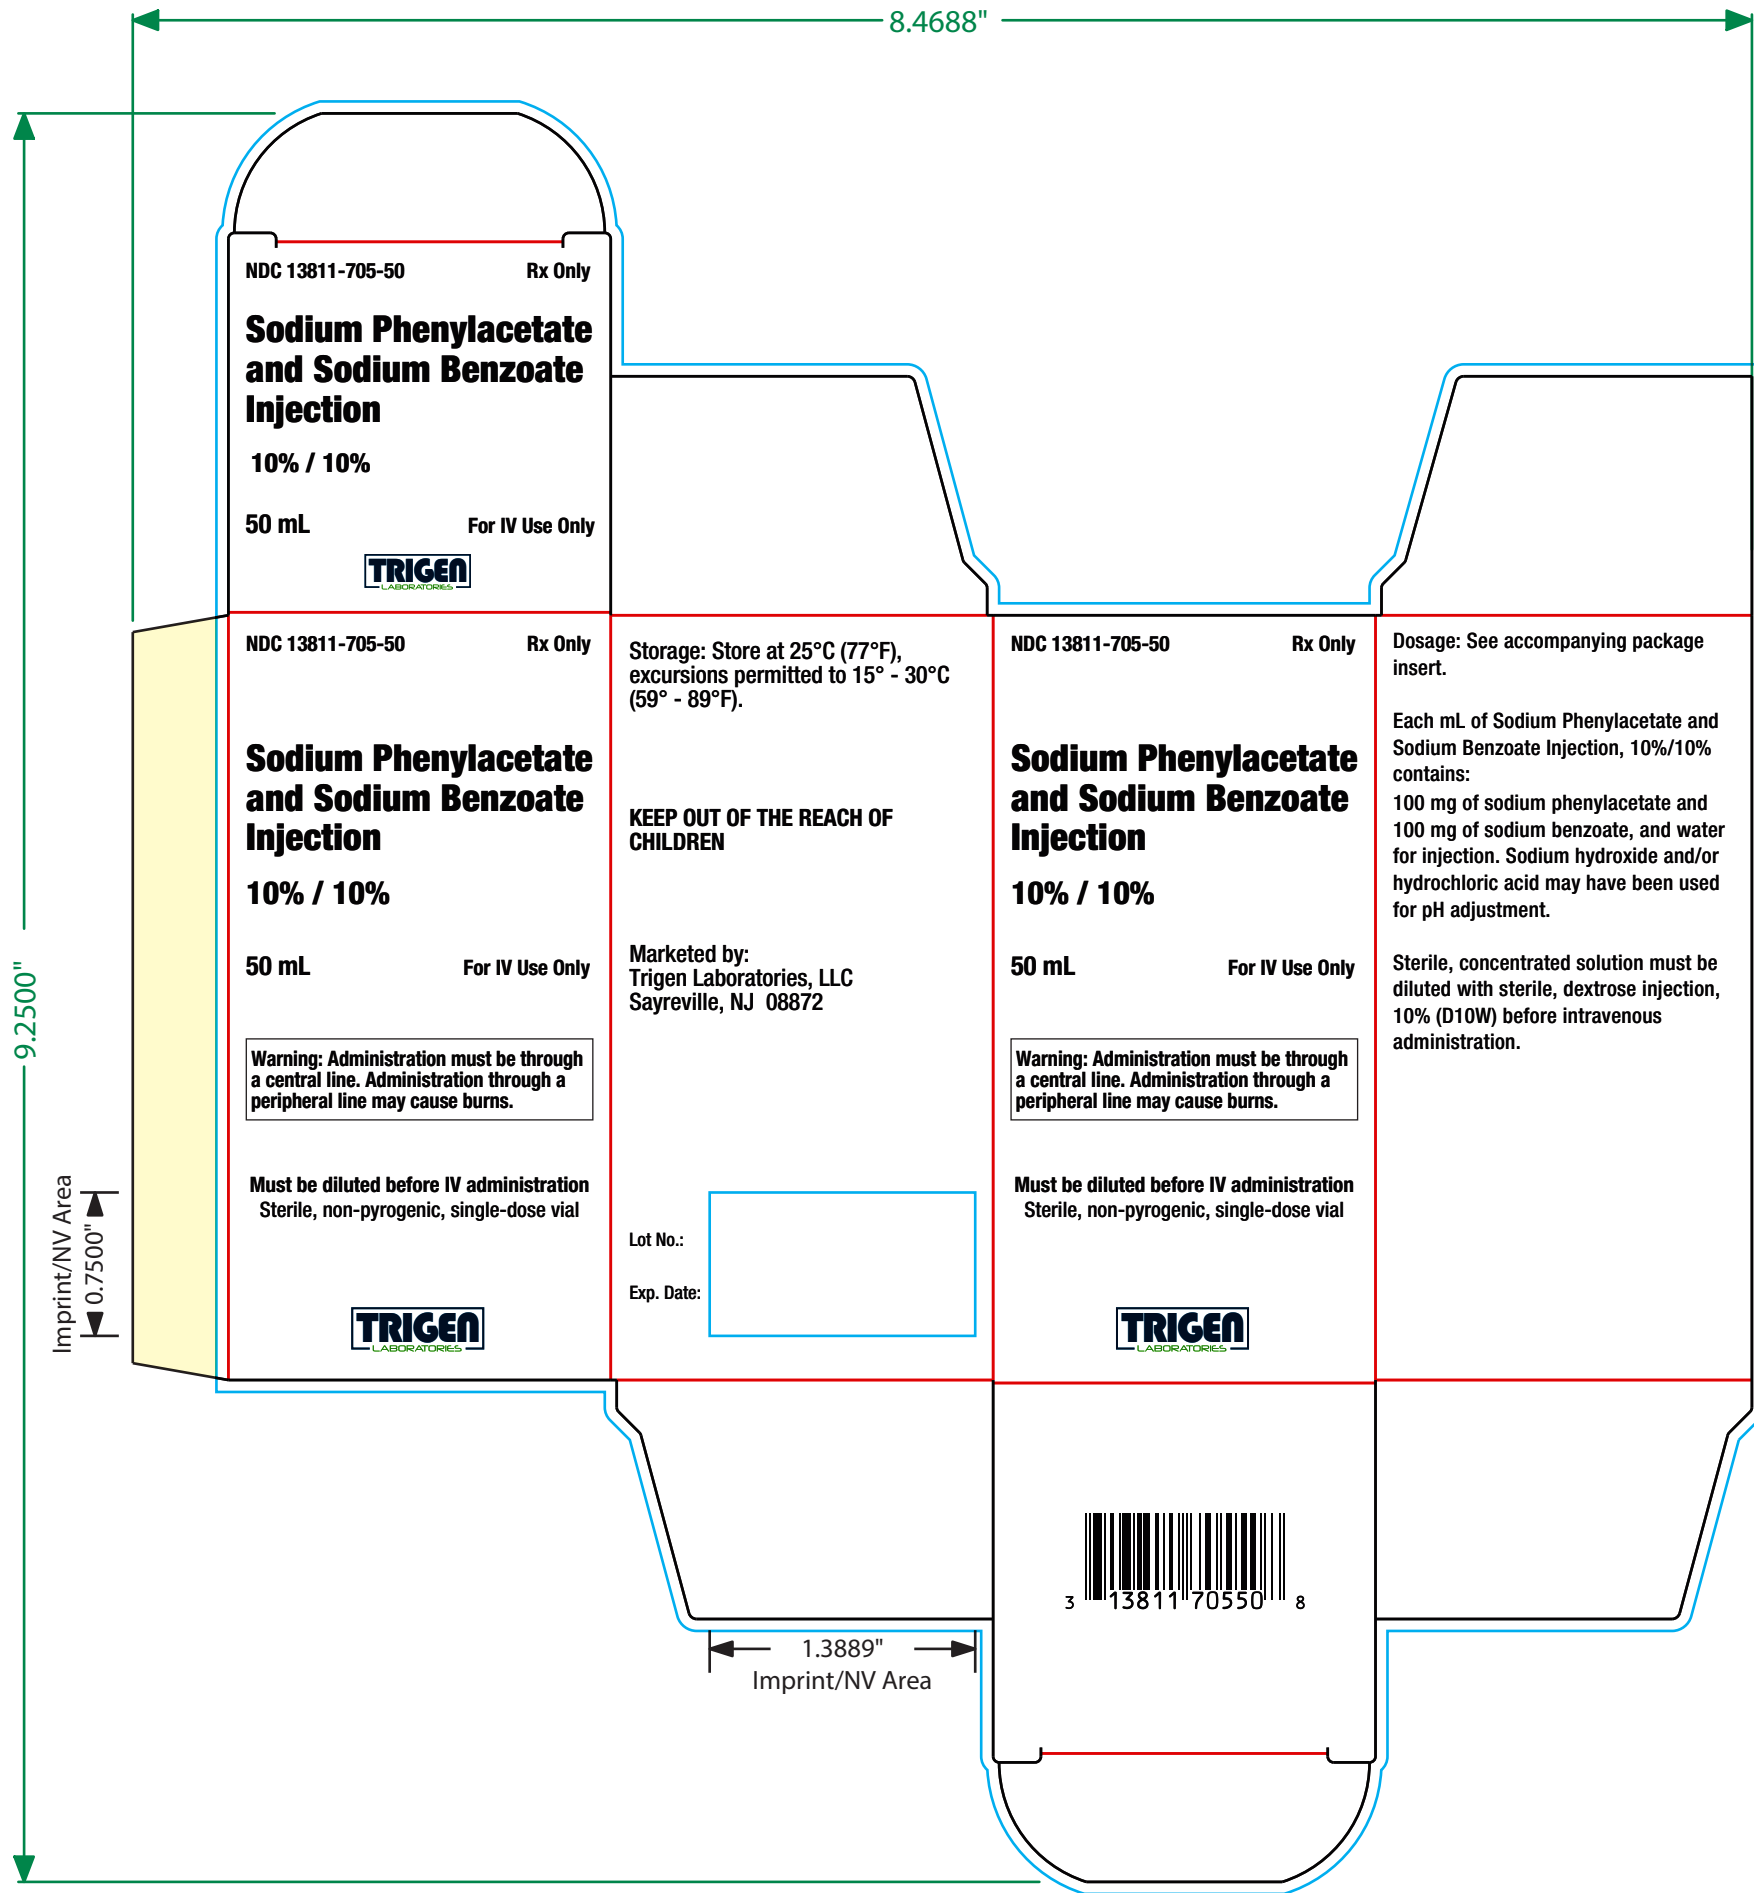 8.4688"
9.2500"
NDC 13811-705-50 Rx Only
Sodium Phenylacetate
and Sodium Benzoate
Injection
10% / 10%
50 mL For IV Use Only
TRIGEN
LABORATORIES
NDC 13811-705-50 Rx Only
Sodium Phenylacetate
and Sodium Benzoate
Injection
10% / 10%
50 mL For IV Use Only
Warning: Administration must be through
a central line. Administration through a
peripheral line may cause burns.
Must be diluted before IV administration
Sterile, non-pyrogenic, single-dose vial
TRIGEN
LABORATORIES
Imprint/NV Area
0.7500"
Storage: Store at 25°C (77°F),
excursions permitted to 15° - 30°C
(59° - 89°F).
KEEP OUT OF THE REACH OF
CHILDREN
Marketed by:
Trigen Laboratories, LLC
Sayreville, NJ  08872
Lot No.:
Exp. Date:
1.3889"
Imprint/NV Area
NDC 13811-705-50 Rx Only
Sodium Phenylacetate
and Sodium Benzoate
Injection
10% / 10%
50 mL For IV Use Only
Warning: Administration must be through
a central line. Administration through a
peripheral line may cause burns.
Must be diluted before IV administration
Sterile, non-pyrogenic, single-dose vial
TRIGEN
LABORATORIES
3 13811 70550 8
Dosage: See accompanying package
insert.
Each mL of Sodium Phenylacetate and
Sodium Benzoate Injection, 10%/10%
contains:
100 mg of sodium phenylacetate and
100 mg of sodium benzoate, and water
for injection. Sodium hydroxide and/or
hydrochloric acid may have been used
for pH adjustment.
Sterile, concentrated solution must be
diluted with sterile, dextrose injection,
10% (D10W) before intravenous
administration.